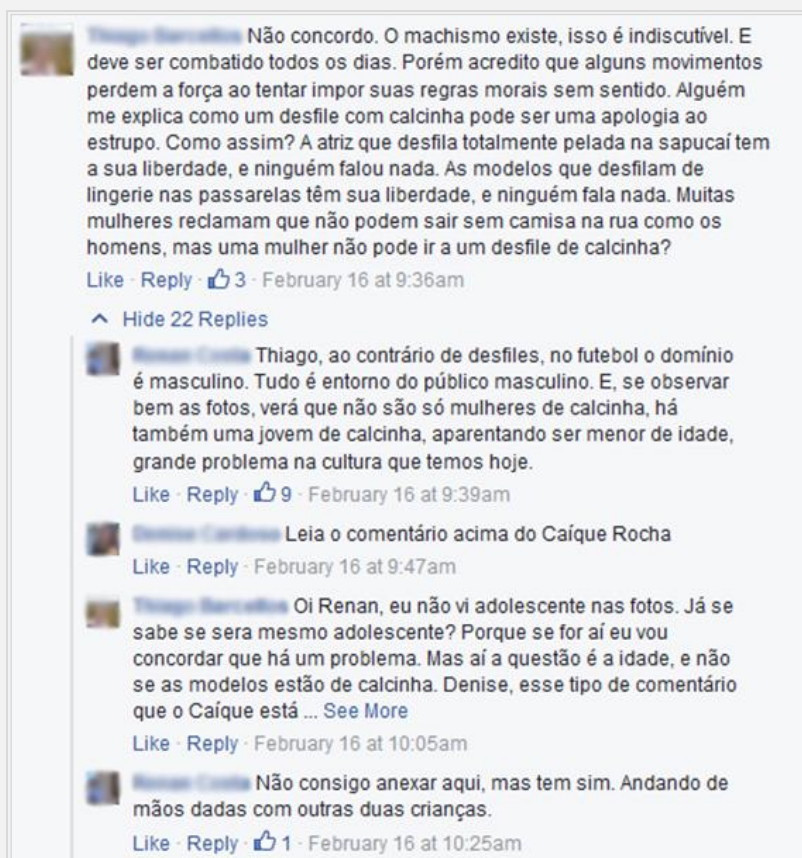 Não concordo. O machismo existe, isso é indiscutível. E
deve ser combatido todos os dias. Porém acredito que alguns movimentos
perdem a força ao tentar impor suas regras morais sem sentido. Alguém
me explica como um desfile com calcinha pode ser uma apologia ao
estrupo. Como assim? A atriz que desfila totalmente pelada na sapucaí tem
a sua liberdade, e ninguém falou nada. As modelos que desfilam de
lingerie nas passarelas têm sua liberdade, e ninguém fala nada. Muitas
mulheres reclamam que não podem sair sem camisa na rua como os
homens, mas uma mulher não pode ir a um desfile de calcinha?
Like · Reply · 3 · February 16 at 9:36am
Hide 22 Replies
Thiago, ao contrário de desfiles, no futebol o domínio
é masculino. Tudo é entorno do público masculino. E, se observar
bem as fotos, verá que não são só mulheres de calcinha, há
também uma jovem de calcinha, aparentando ser menor de idade,
grande problema na cultura que temos hoje.
Like · Reply · 9 · February 16 at 9:39am
Leia o comentário acima do Caíque Rocha
Like · Reply · February 16 at 9:47am
Oi Renan, eu não vi adolescente nas fotos. Já se
sabe se sera mesmo adolescente? Porque se for aí eu vou
concordar que há um problema. Mas aí a questão é a idade, e não
se as modelos estão de calcinha. Denise, esse tipo de comentário
que o Caíque está ... See More
Like · Reply · February 16 at 10:05am
Não consigo anexar aqui, mas tem sim. Andando de
mãos dadas com outras duas crianças.
Like · Reply · 1 · February 16 at 10:25am